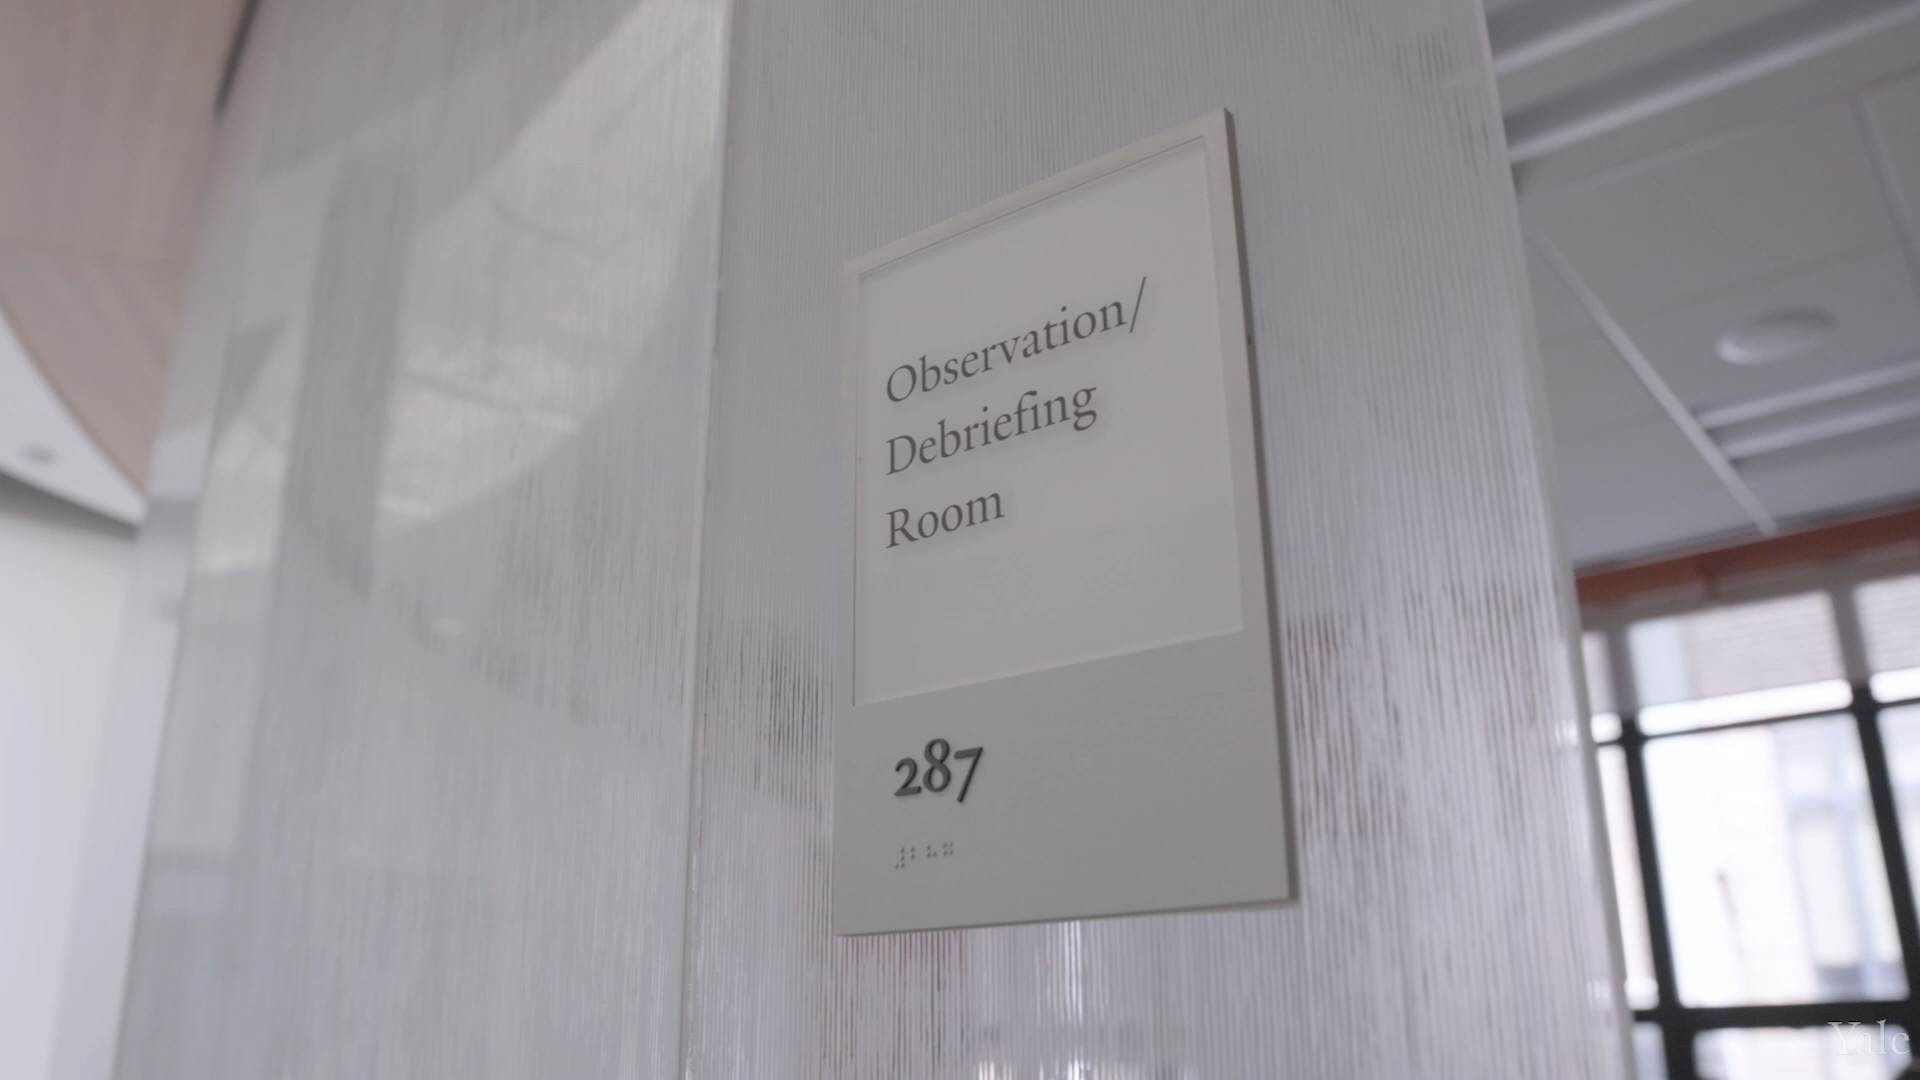 Observation/
Debriefing
Room
287
⠼⠃⠓⠛
Yale